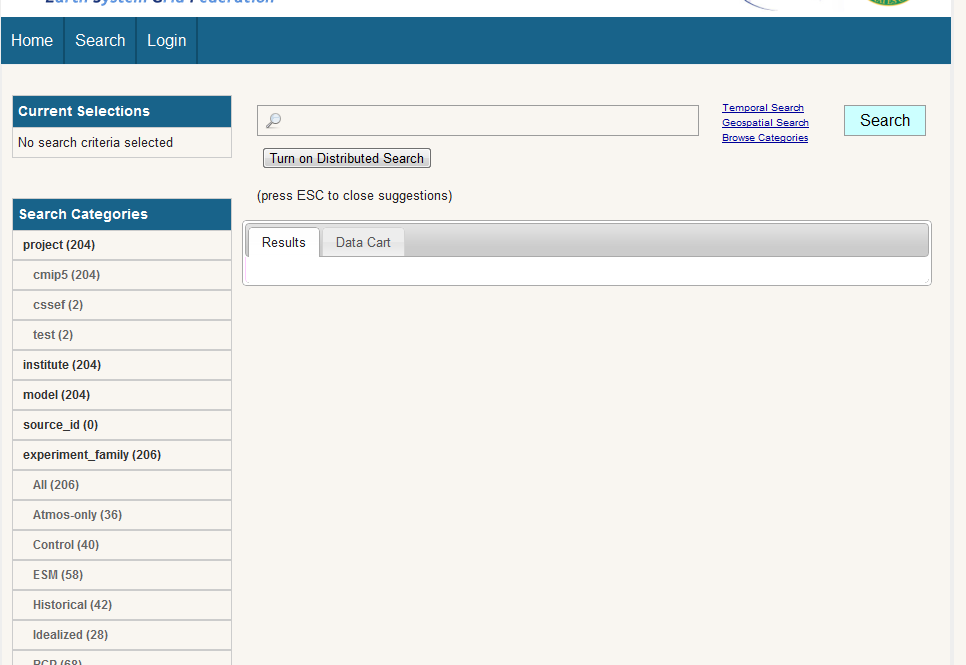 Earth System Grid Federation
Home Search Login
Current Selections
No search criteria selected
Temporal Search
Geospatial Search
Browse Categories
Search
Turn on Distributed Search
(press ESC to close suggestions)
Results Data Cart
Search Categories
project (204)
cmip5 (204)
cssef (2)
test (2)
institute (204)
model (204)
source_id (0)
experiment_family (206)
All (206)
Atmos-only (36)
Control (40)
ESM (58)
Historical (42)
Idealized (28)
RCP (68)